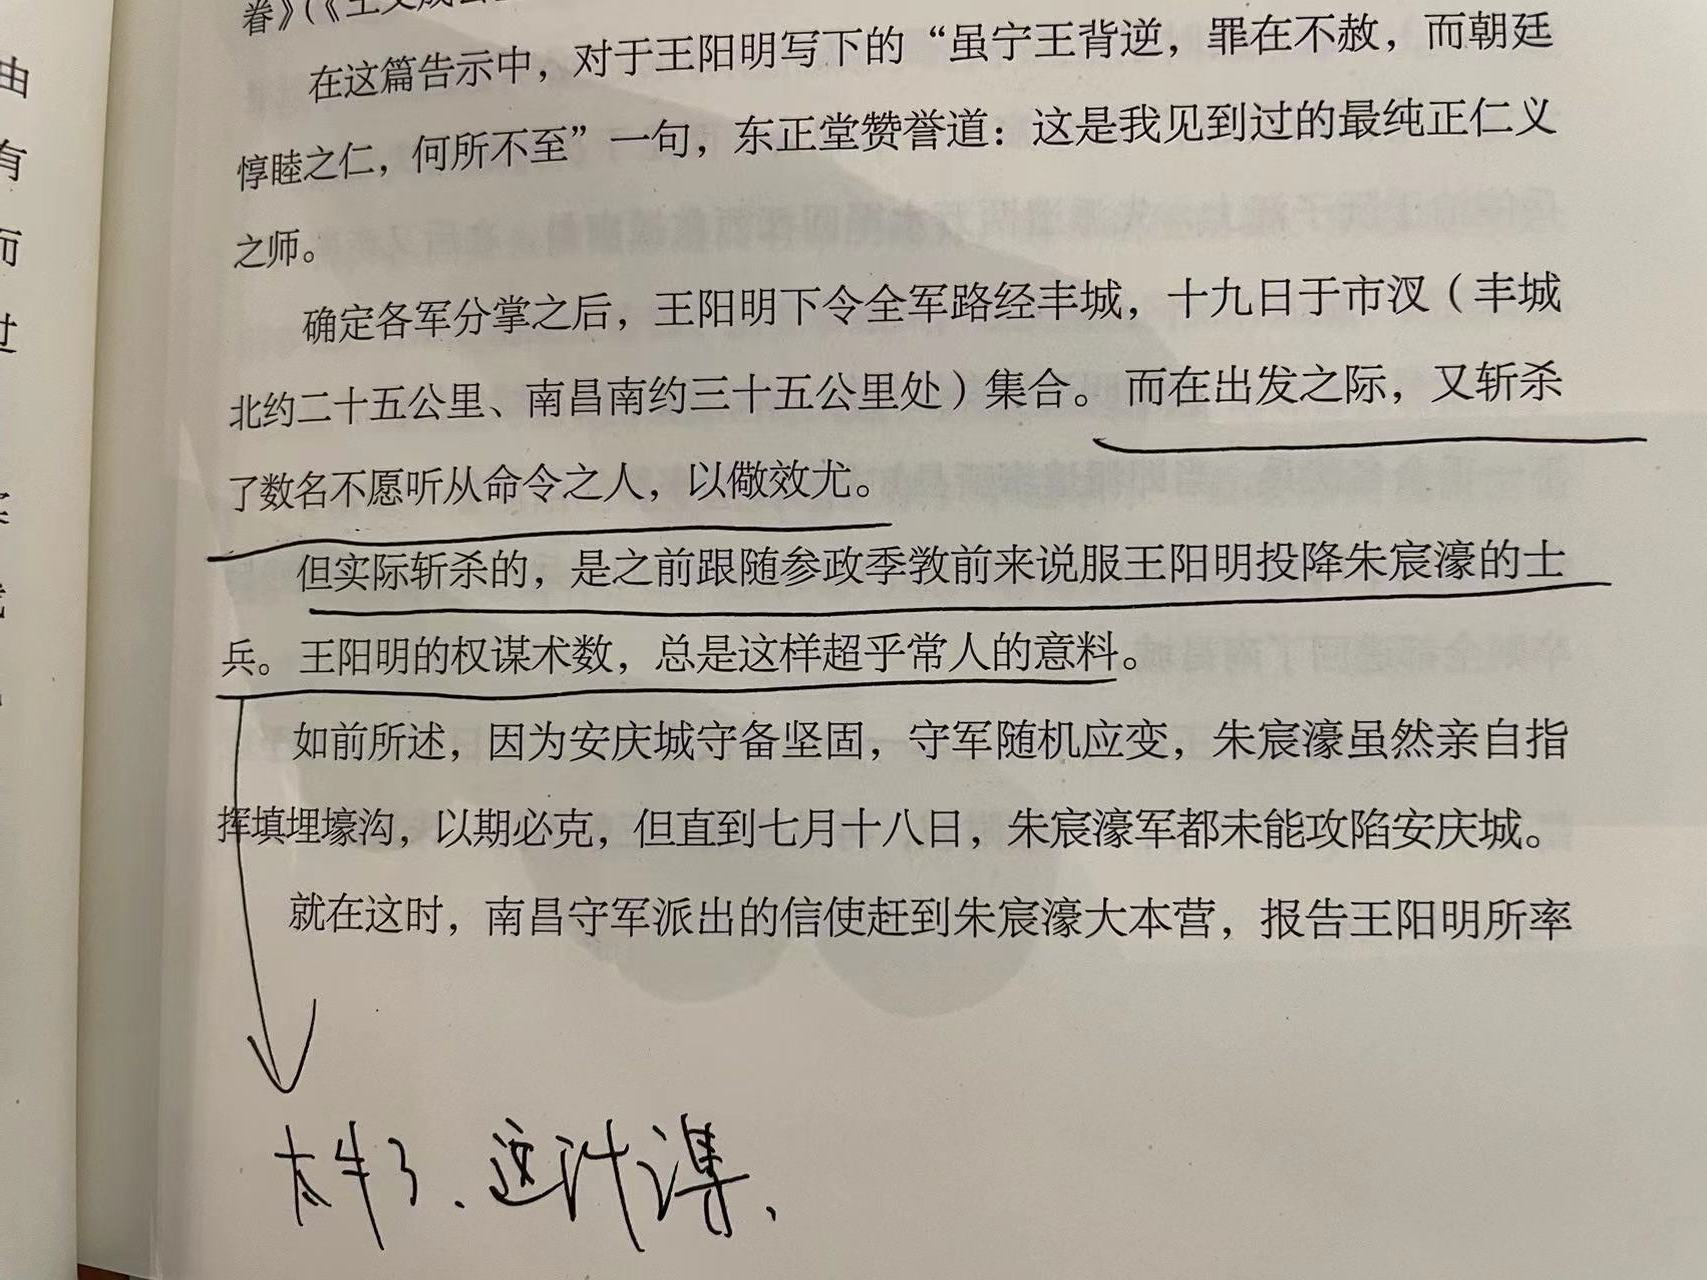 在这篇告示中，对于王阳明写下的“虽宁王背逆，罪在不赦，而朝廷
惇睦之仁，何所不至”一句，东正堂赞誉道：这是我见到过的最纯正仁义
之师。
确定各军分掌之后，王阳明下令全军路经丰城，十九日于市汊（丰城
北约二十五公里、南昌南约三十五公里处）集合。而在出发之际，又斩杀
了数名不愿听从命令之人，以儆效尤。
但实际斩杀的，是之前跟随参政季敩前来说服王阳明投降朱宸濠的士
兵。王阳明的权谋术数，总是这样超乎常人的意料。
如前所述，因为安庆城守备坚固，守军随机应变，朱宸濠虽然亲自指
挥填埋壕沟，以期必克，但直到七月十八日，朱宸濠军都未能攻陷安庆城。
就在这时，南昌守军派出的信使赶到朱宸濠大本营，报告王阳明所率
太牛了、这计谋、
由
有
而
过